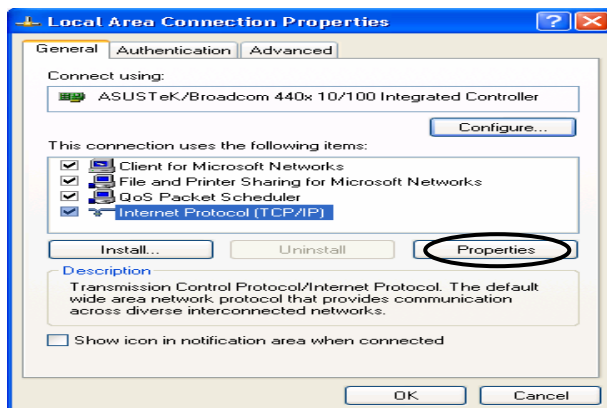 Local Area Connection Properties
General Authentication Advanced
Connect using:
ASUSTeK/Broadcom 440x 10/100 Integrated Controller
Configure...
This connection uses the following items:
Client for Microsoft Networks
File and Printer Sharing for Microsoft Networks
QoS Packet Scheduler
Internet Protocol (TCP/IP)
Install... Uninstall Properties
Description
Transmission Control Protocol/Internet Protocol. The default
wide area network protocol that provides communication
across diverse interconnected networks.
Show icon in notification area when connected
OK Cancel